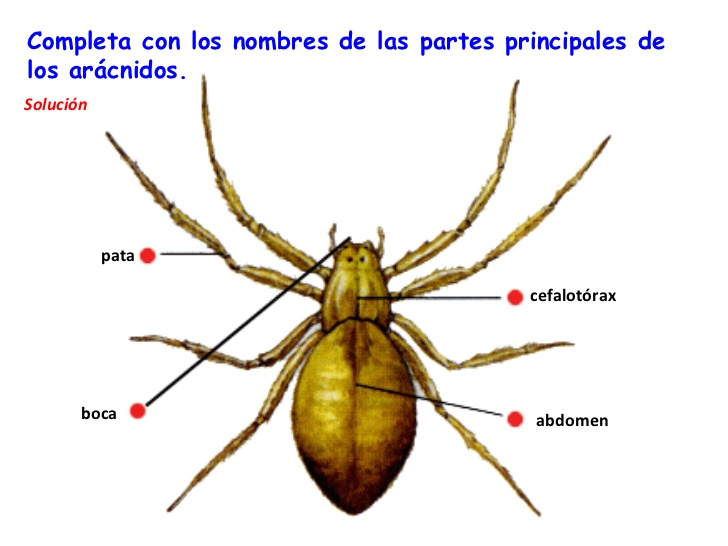 Completa con los nombres de las partes principales de
los arácnidos.
Solución
pata
cefalotórax
boca
abdomen